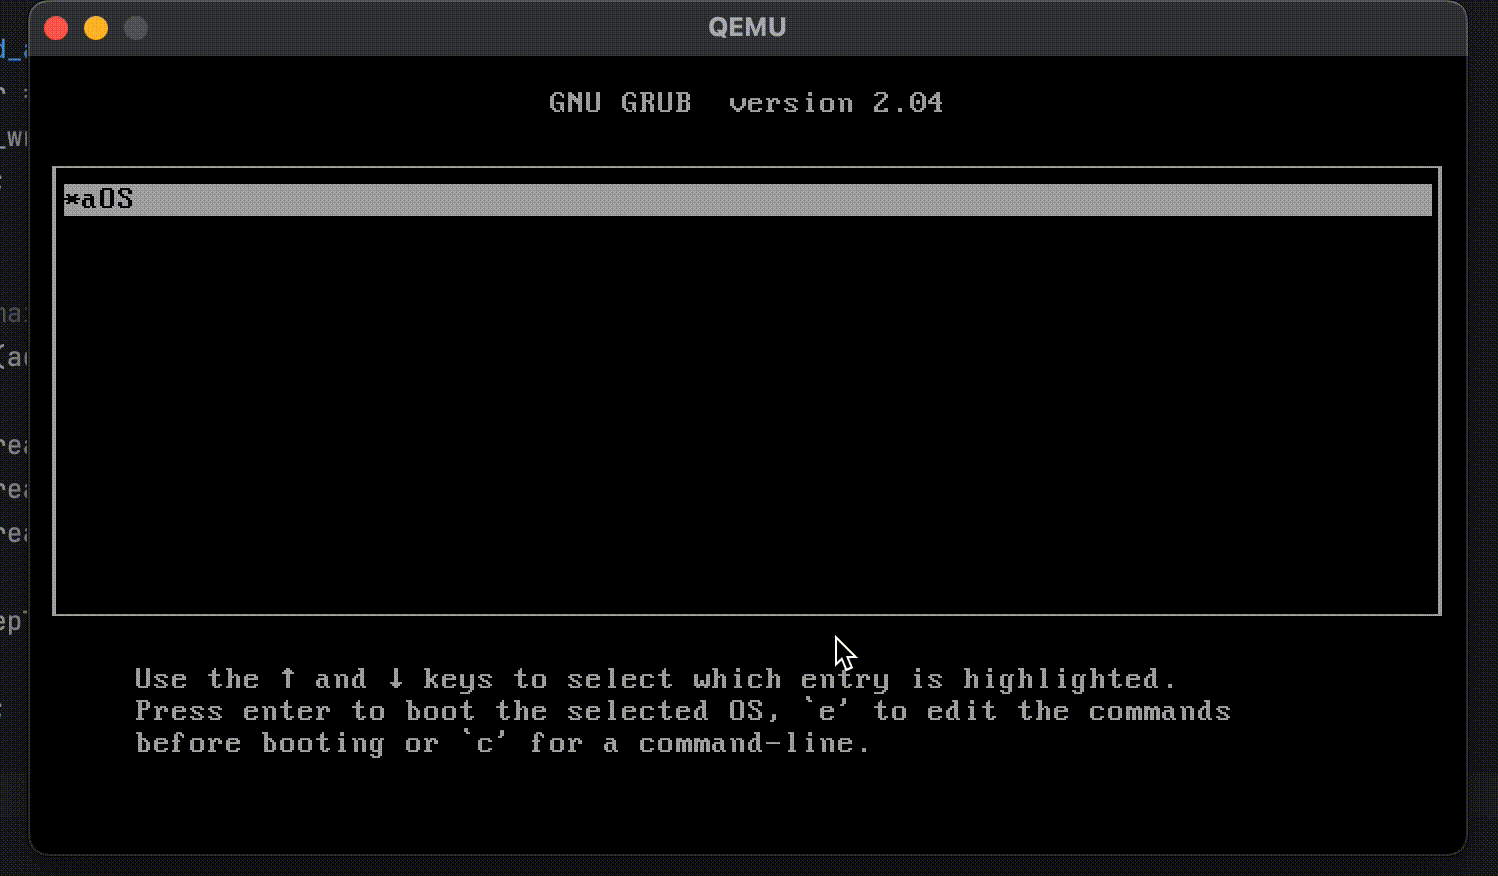 QEMU
GNU GRUB  version 2.04
*aOS
Use the ↑ and ↓ keys to select which entry is highlighted.
Press enter to boot the selected OS, `e' to edit the commands
before booting or `c' for a command-line.